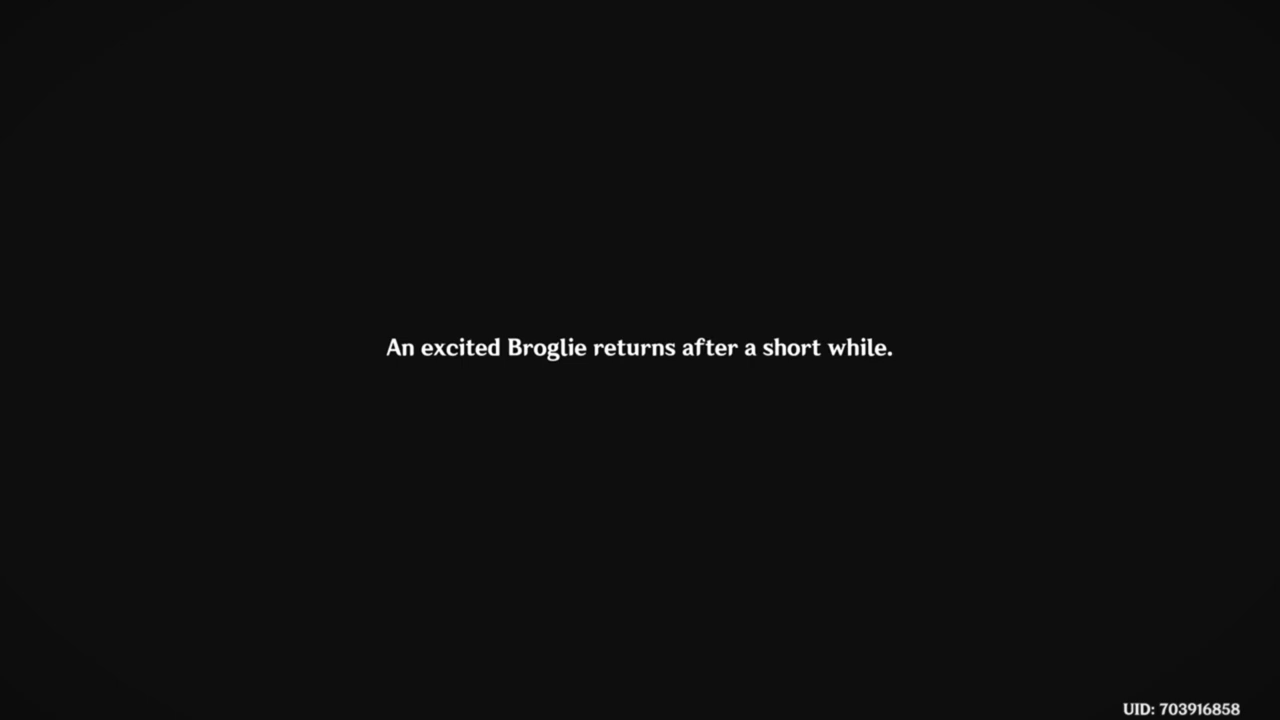 An excited Broglie returns after a short while.
UID: 703916858